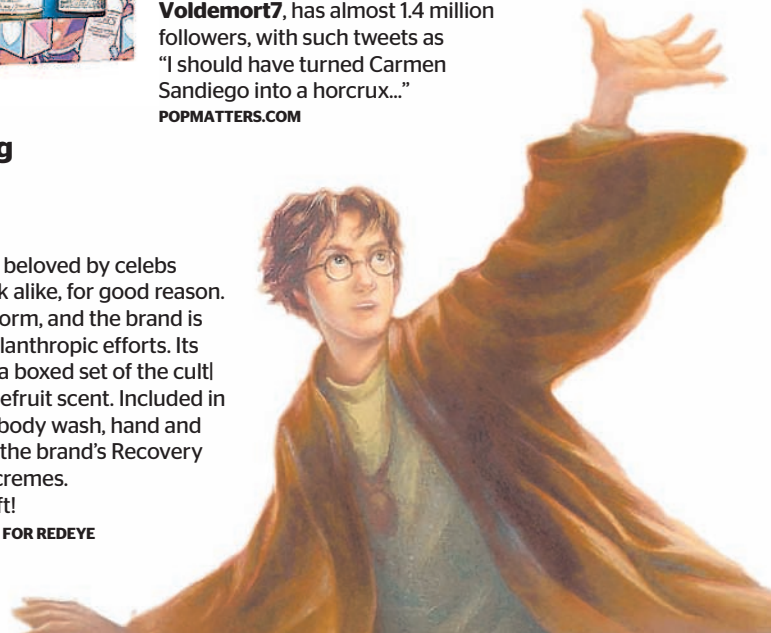 Voldemort7, has almost 1.4 million
followers, with such tweets as
“I should have turned Carmen
Sandiego into a horcrux...”
POPMATTERS.COM
g
beloved by celebs
k alike, for good reason.
orm, and the brand is
lanthropic efforts. Its
a boxed set of the cult|
efruit scent. Included in
body wash, hand and
the brand’s Recovery
cremes.
ft!
FOR REDEYE